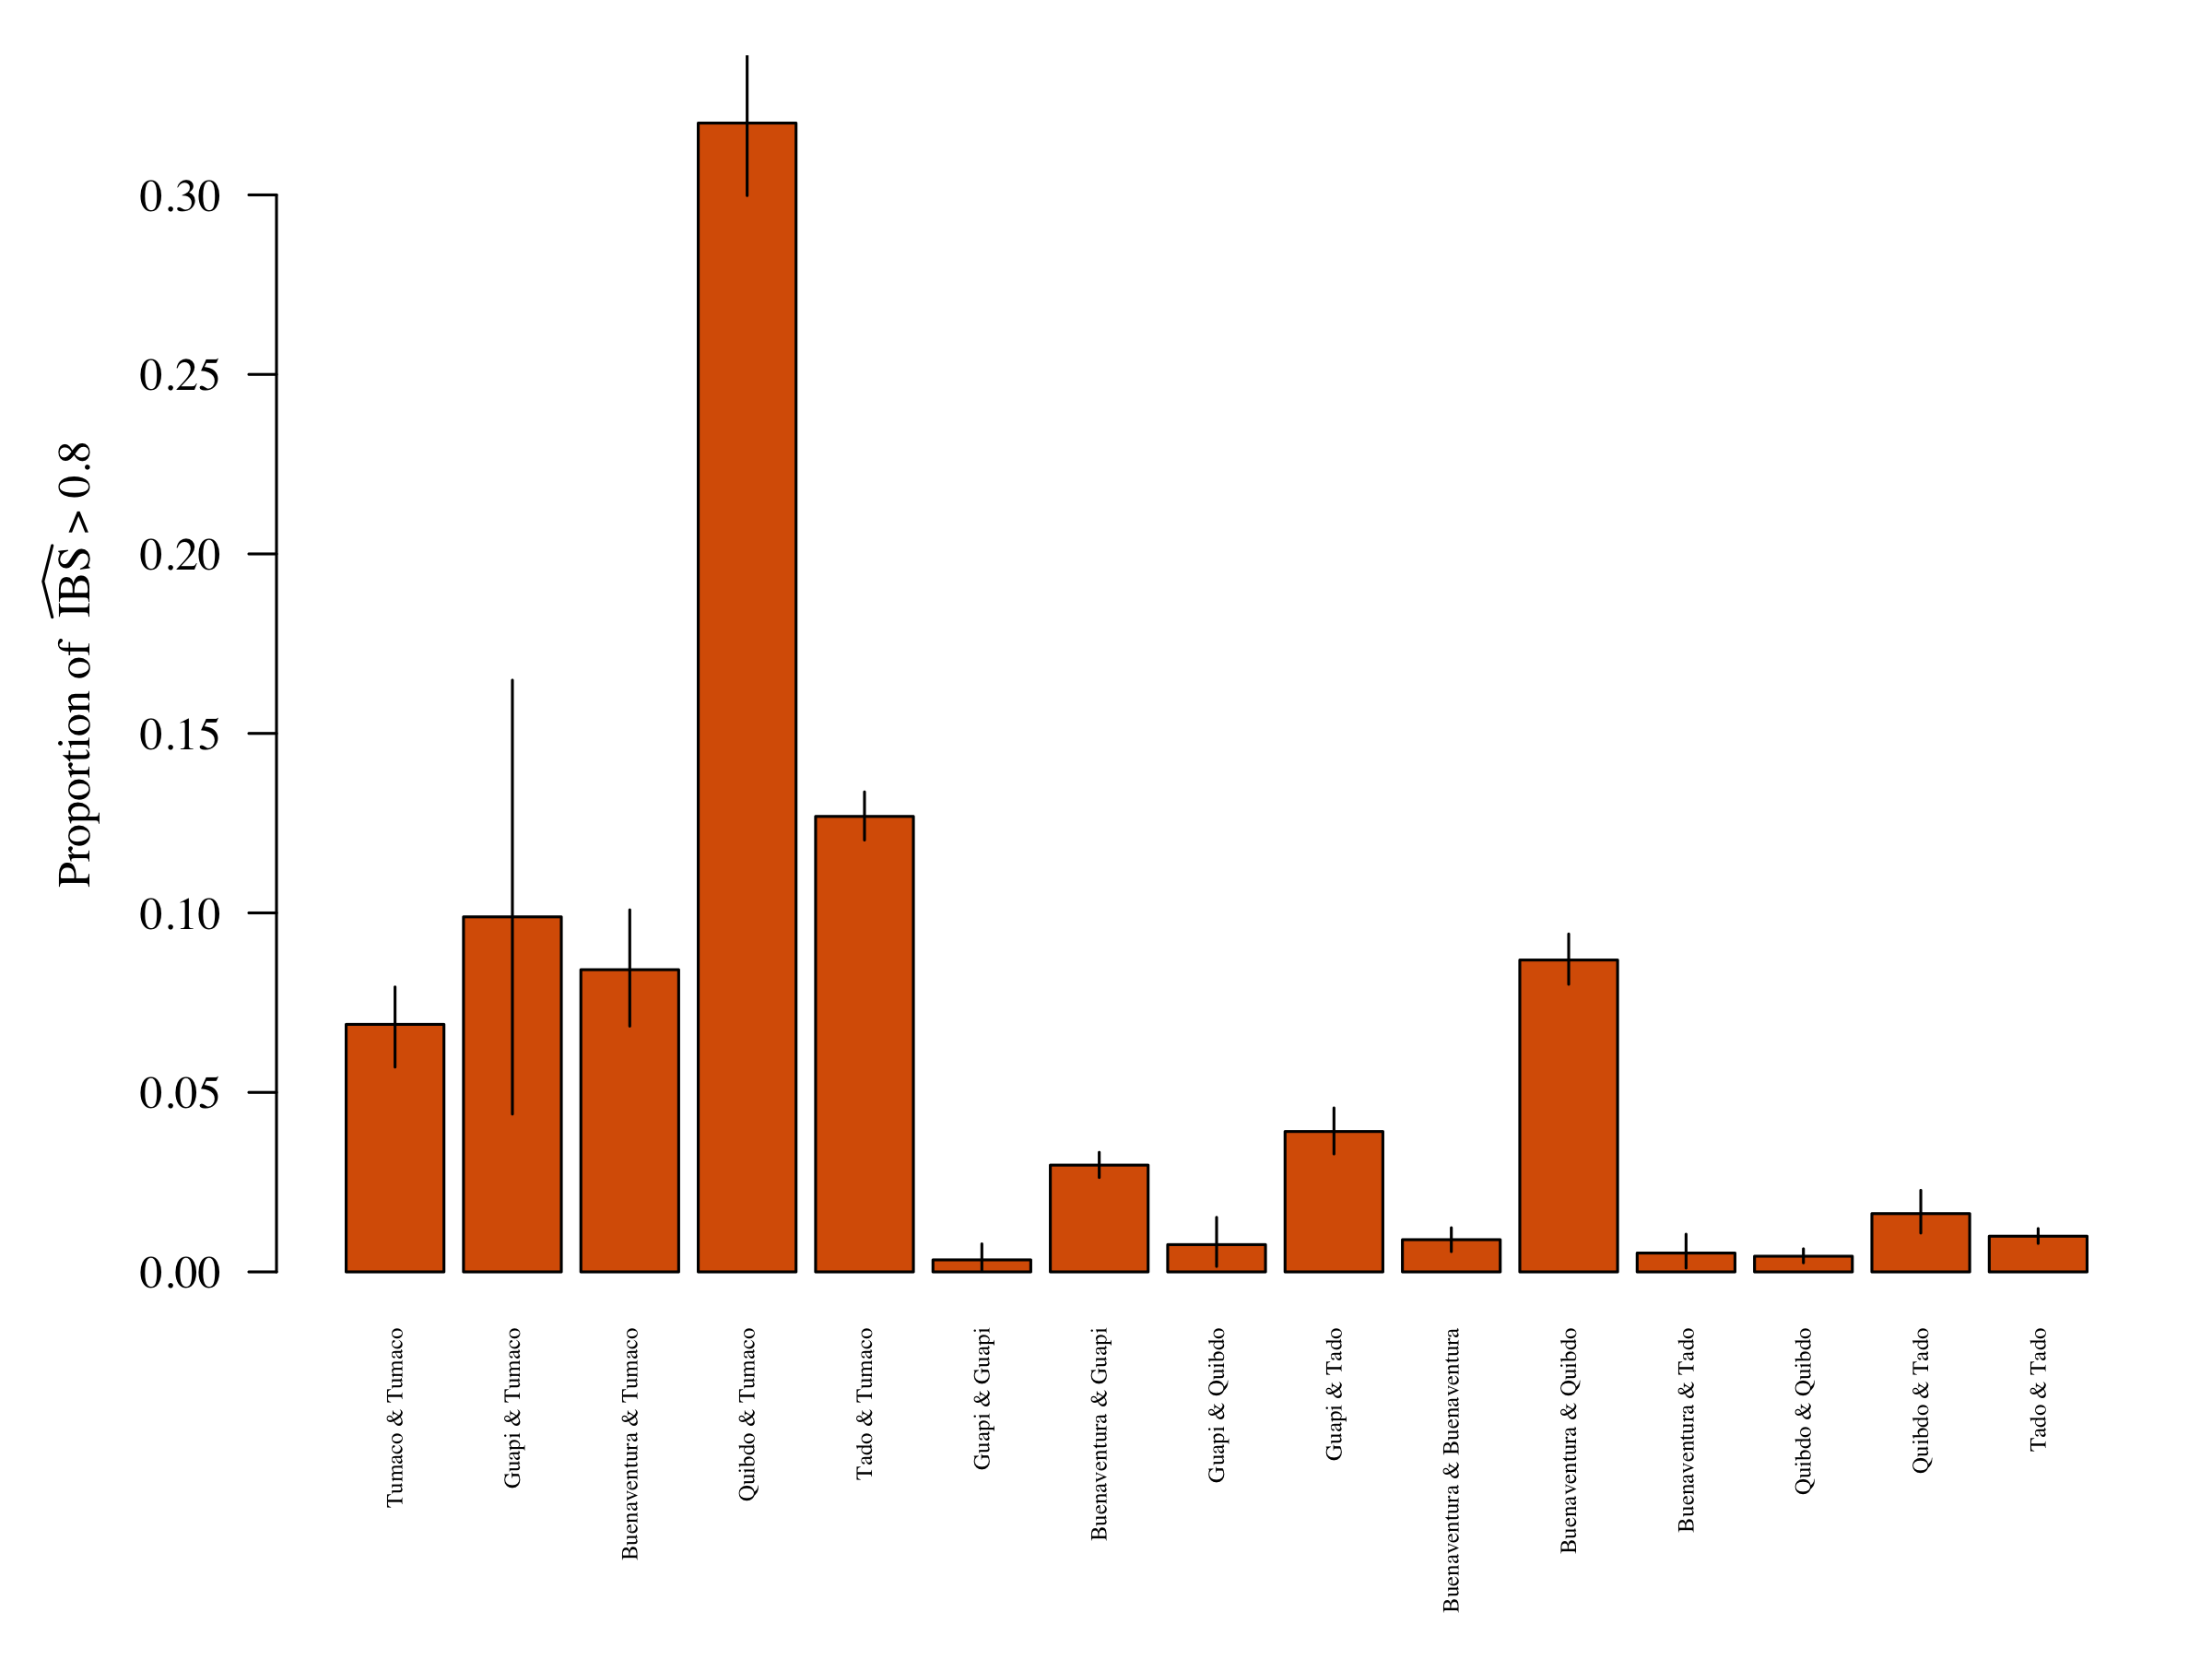 Proportion of IBS > 0.8
0.30
0.25
0.20
0.15
0.10
0.05
0.00
Tumaco & Tumaco
Guapi & Tumaco
Buenaventura & Tumaco
Quibdo & Tumaco
Tado & Tumaco
Guapi & Guapi
Buenaventura & Guapi
Guapi & Quibdo
Guapi & Tado
Buenaventura & Buenaventura
Buenaventura & Quibdo
Buenaventura & Tado
Quibdo & Quibdo
Quibdo & Tado
Tado & Tado